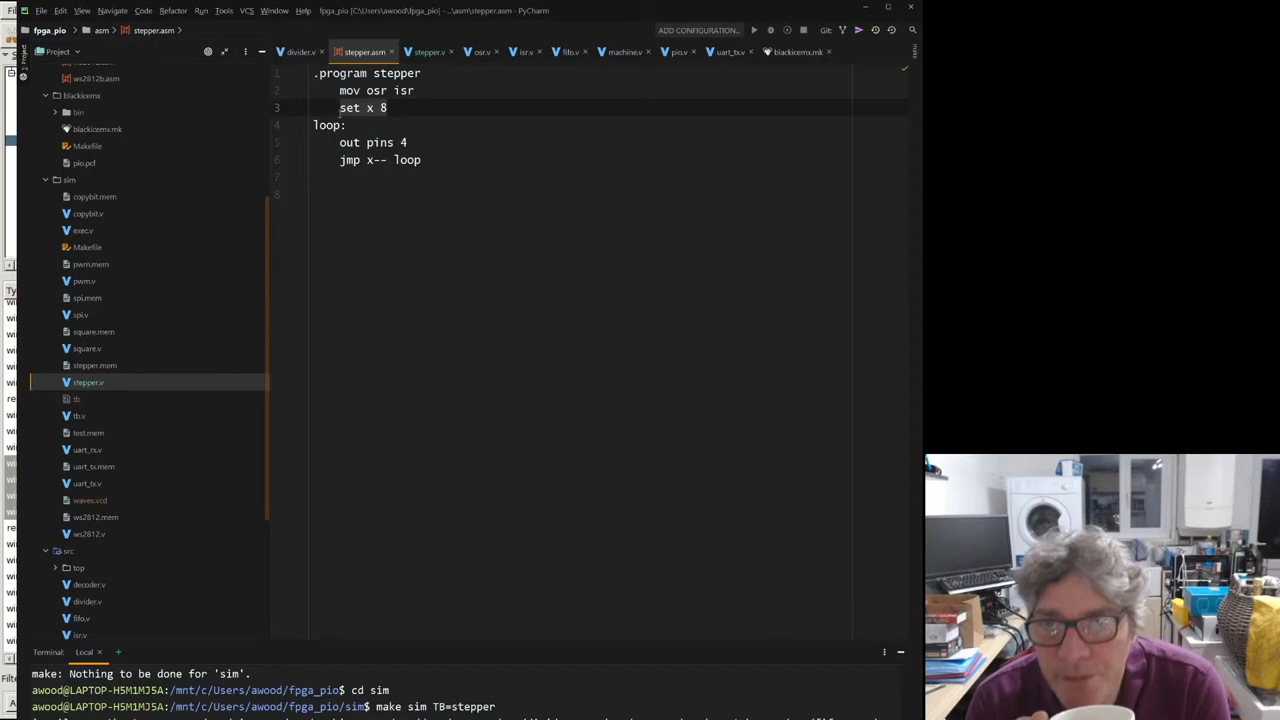 File Edit View Navigate Code Refactor Run Tools VCS Window Help fpga_pio [C:\Users\awood\fpga_pio] - ...\asm\stepper.asm - PyCharm
fpga_pio asm stepper.asm ADD CONFIGURATION... Git:
Project divider.v stepper.asm stepper.v osr.v isr.v fifo.v machine.v pio.v uart_tx.v blackicemx.mk
Project make
ws2812b.asm
blackicemx
bin
blackicemx.mk
Makefile
pio.pcf
sim
copybit.mem
copybit.v
exec.v
Makefile
pwm.mem
pwm.v
spi.mem
spi.v
square.mem
square.v
stepper.mem
stepper.v
tb
tb.v
test.mem
uart_rx.v
uart_tx.mem
uart_tx.v
waves.vcd
ws2812.mem
ws2812.v
src
top
decoder.v
divider.v
fifo.v
isr.v
1 .program stepper
2 mov osr isr
3 set x 8
4 loop:
5 out pins 4
6 jmp x-- loop
7
8
Terminal: Local × +
make: Nothing to be done for 'sim'.
awood@LAPTOP-H5M1MJ5A:/mnt/c/Users/awood/fpga_pio$ cd sim
awood@LAPTOP-H5M1MJ5A:/mnt/c/Users/awood/fpga_pio/sim$ make sim TB=stepper